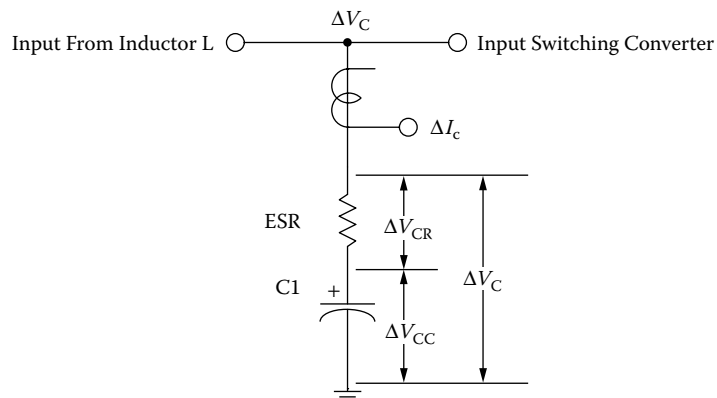 ΔV_C
Input From Inductor L
Input Switching Converter
ΔI_c
ESR
ΔV_CR
C1
+
ΔV_C
ΔV_CC